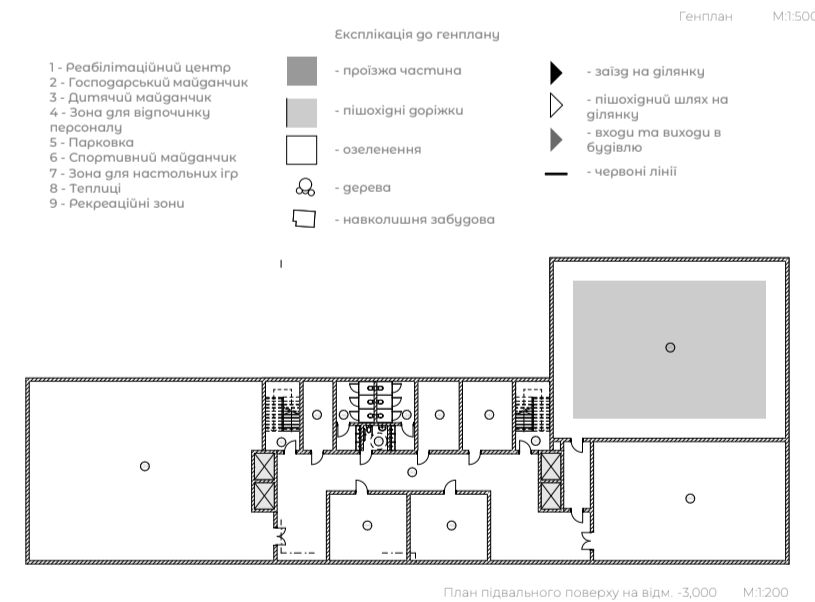 Генплан М:1:500
Експлікація до генплану
1 - Реабілітаційний центр
2 - Господарський майданчик
3 - Дитячий майданчик
4 - Зона для відпочинку
персоналу
5 - Парковка
6 - Спортивний майданчик
7 - Зона для настольних ігр
8 - Теплиці
9 - Рекреаційні зони
- проїзжа частина
- пішохідні доріжки
- озеленення
- дерева
- навколишня забудова
- заїзд на ділянку
- пішохідний шлях на
ділянку
- входи та виходи в
будівлю
- червоні лінії
План підвального поверху на відм. -3,000 М:1:200